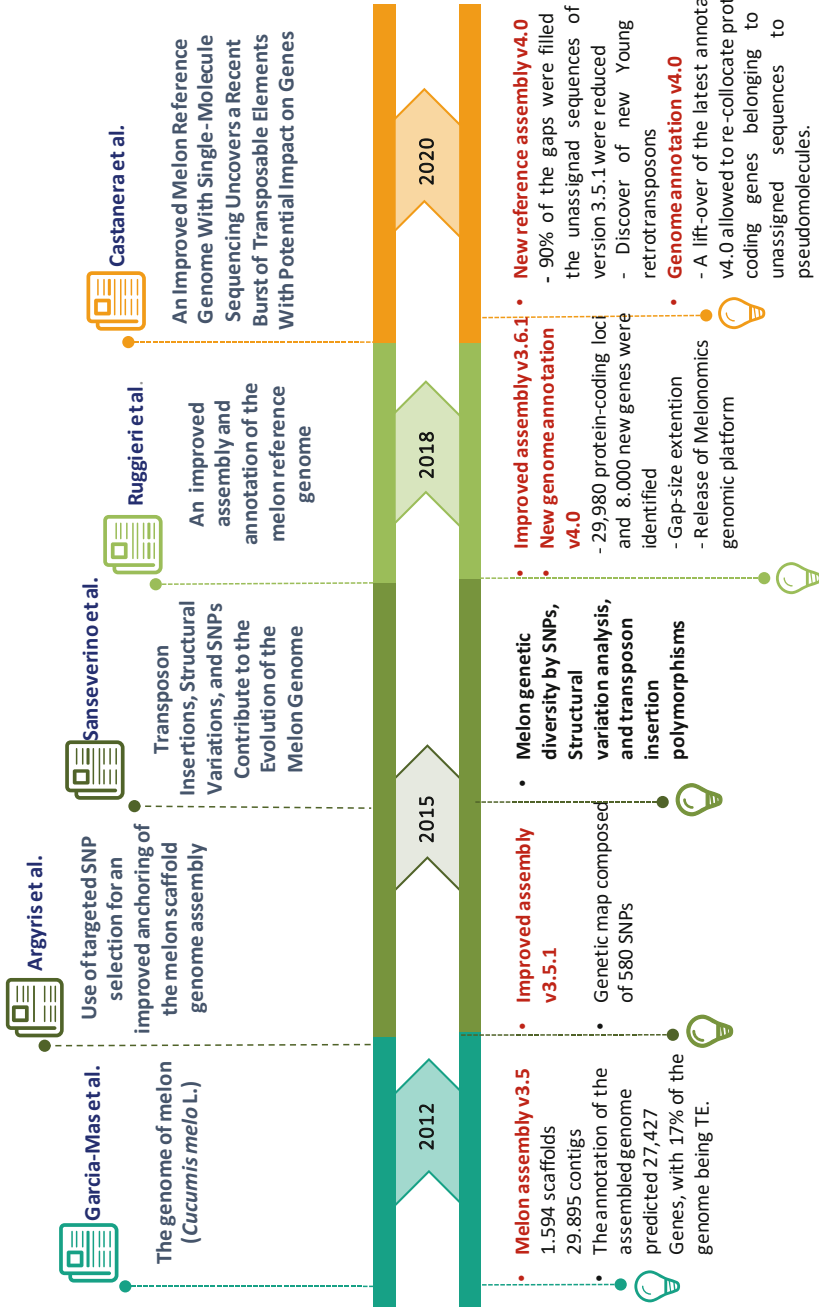 Garcia-Mas et al.
The genome of melon
(Cucumis melo L.)
Argyris et al.
Use of targeted SNP
selection for an
improved anchoring of
the melon scaffold
genome assembly
Sanseverino et al.
Transposon
Insertions, Structural
Variations, and SNPs
Contribute to the
Evolution of the
Melon Genome
Ruggieri et al.
An improved
assembly and
annotation of the
melon reference
genome
Castanera et al.
An Improved Melon Reference
Genome With Single-Molecule
Sequencing Uncovers a Recent
Burst of Transposable Elements
With Potential Impact on Genes
2012
2015
2018
2020
• Melon assembly v3.5
1.594 scaffolds
29.895 contigs
• The annotation of the
assembled genome
predicted 27,427
Genes, with 17% of the
genome being TE.
• Improved assembly
v3.5.1
• Genetic map composed
of 580 SNPs
• Melon genetic
diversity by SNPs,
Structural
variation analysis,
and transposon
insertion
polymorphisms
• Improved assembly v3.6.1
• New genome annotation
v4.0
- 29,980 protein-coding loci
and 8.000 new genes were
identified
- Gap-size extention
- Release of Melonomics
genomic platform
• New reference assembly v4.0
- 90% of the gaps were filled
the unassignad sequences of
version 3.5.1 were reduced
- Discover of new Young
retrotransposons
• Genome annotation v4.0
- A lift-over of the latest annota
v4.0 allowed to re-collocate prot
coding genes belonging to
unassigned sequences to
pseudomolecules.